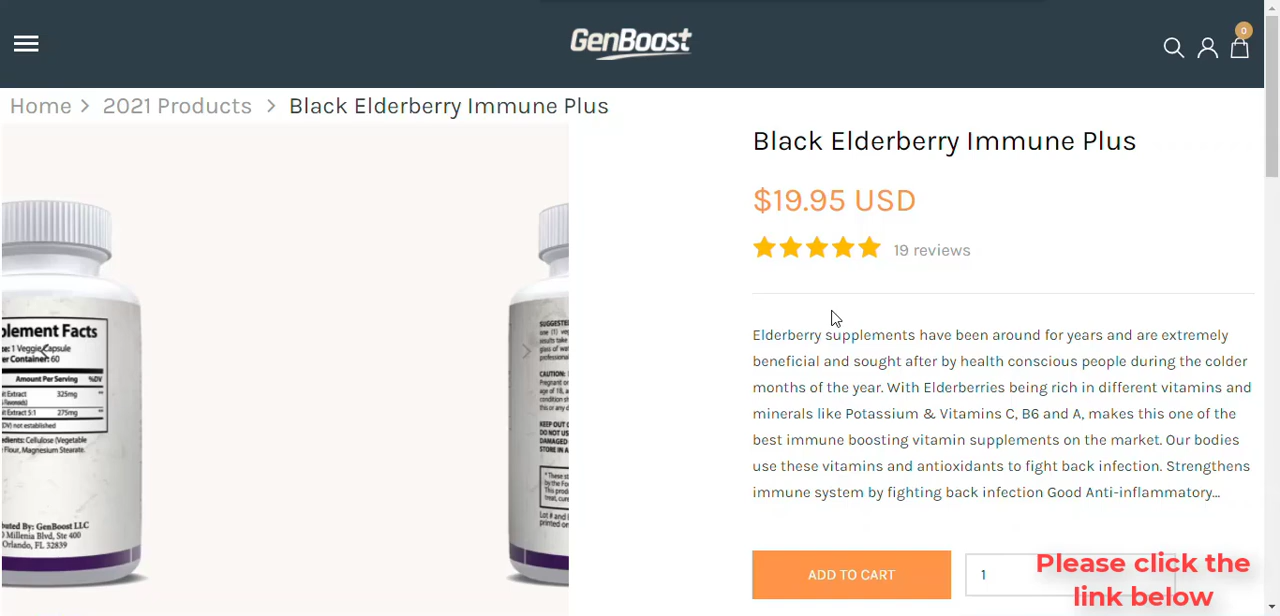 GenBoost
0
Home > 2021 Products > Black Elderberry Immune Plus
Black Elderberry Immune Plus
$19.95 USD
19 reviews
Elderberry supplements have been around for years and are extremely
beneficial and sought after by health conscious people during the colder
months of the year. With Elderberries being rich in different vitamins and
minerals like Potassium & Vitamins C, B6 and A, makes this one of the
best immune boosting vitamin supplements on the market. Our bodies
use these vitamins and antioxidants to fight back infection. Strengthens
immune system by fighting back infection Good Anti-inflammatory...
ADD TO CART
1
Please click the
link below
plement Facts
1 Veggie Capsule
Container: 60
Amount Per Serving %DV
Extract 325mg **
Extract 5:1 275mg **
DV) not established
Cellulose (Vegetable
Flour, Magnesium Stearate.
By: GenBoost LLC
Millenia Blvd, Ste 400
Orlando, FL 32839
SUGGESTE
CAUTION:
KEEP OUT
DO NOT US
DAMAGED
STORE IN A